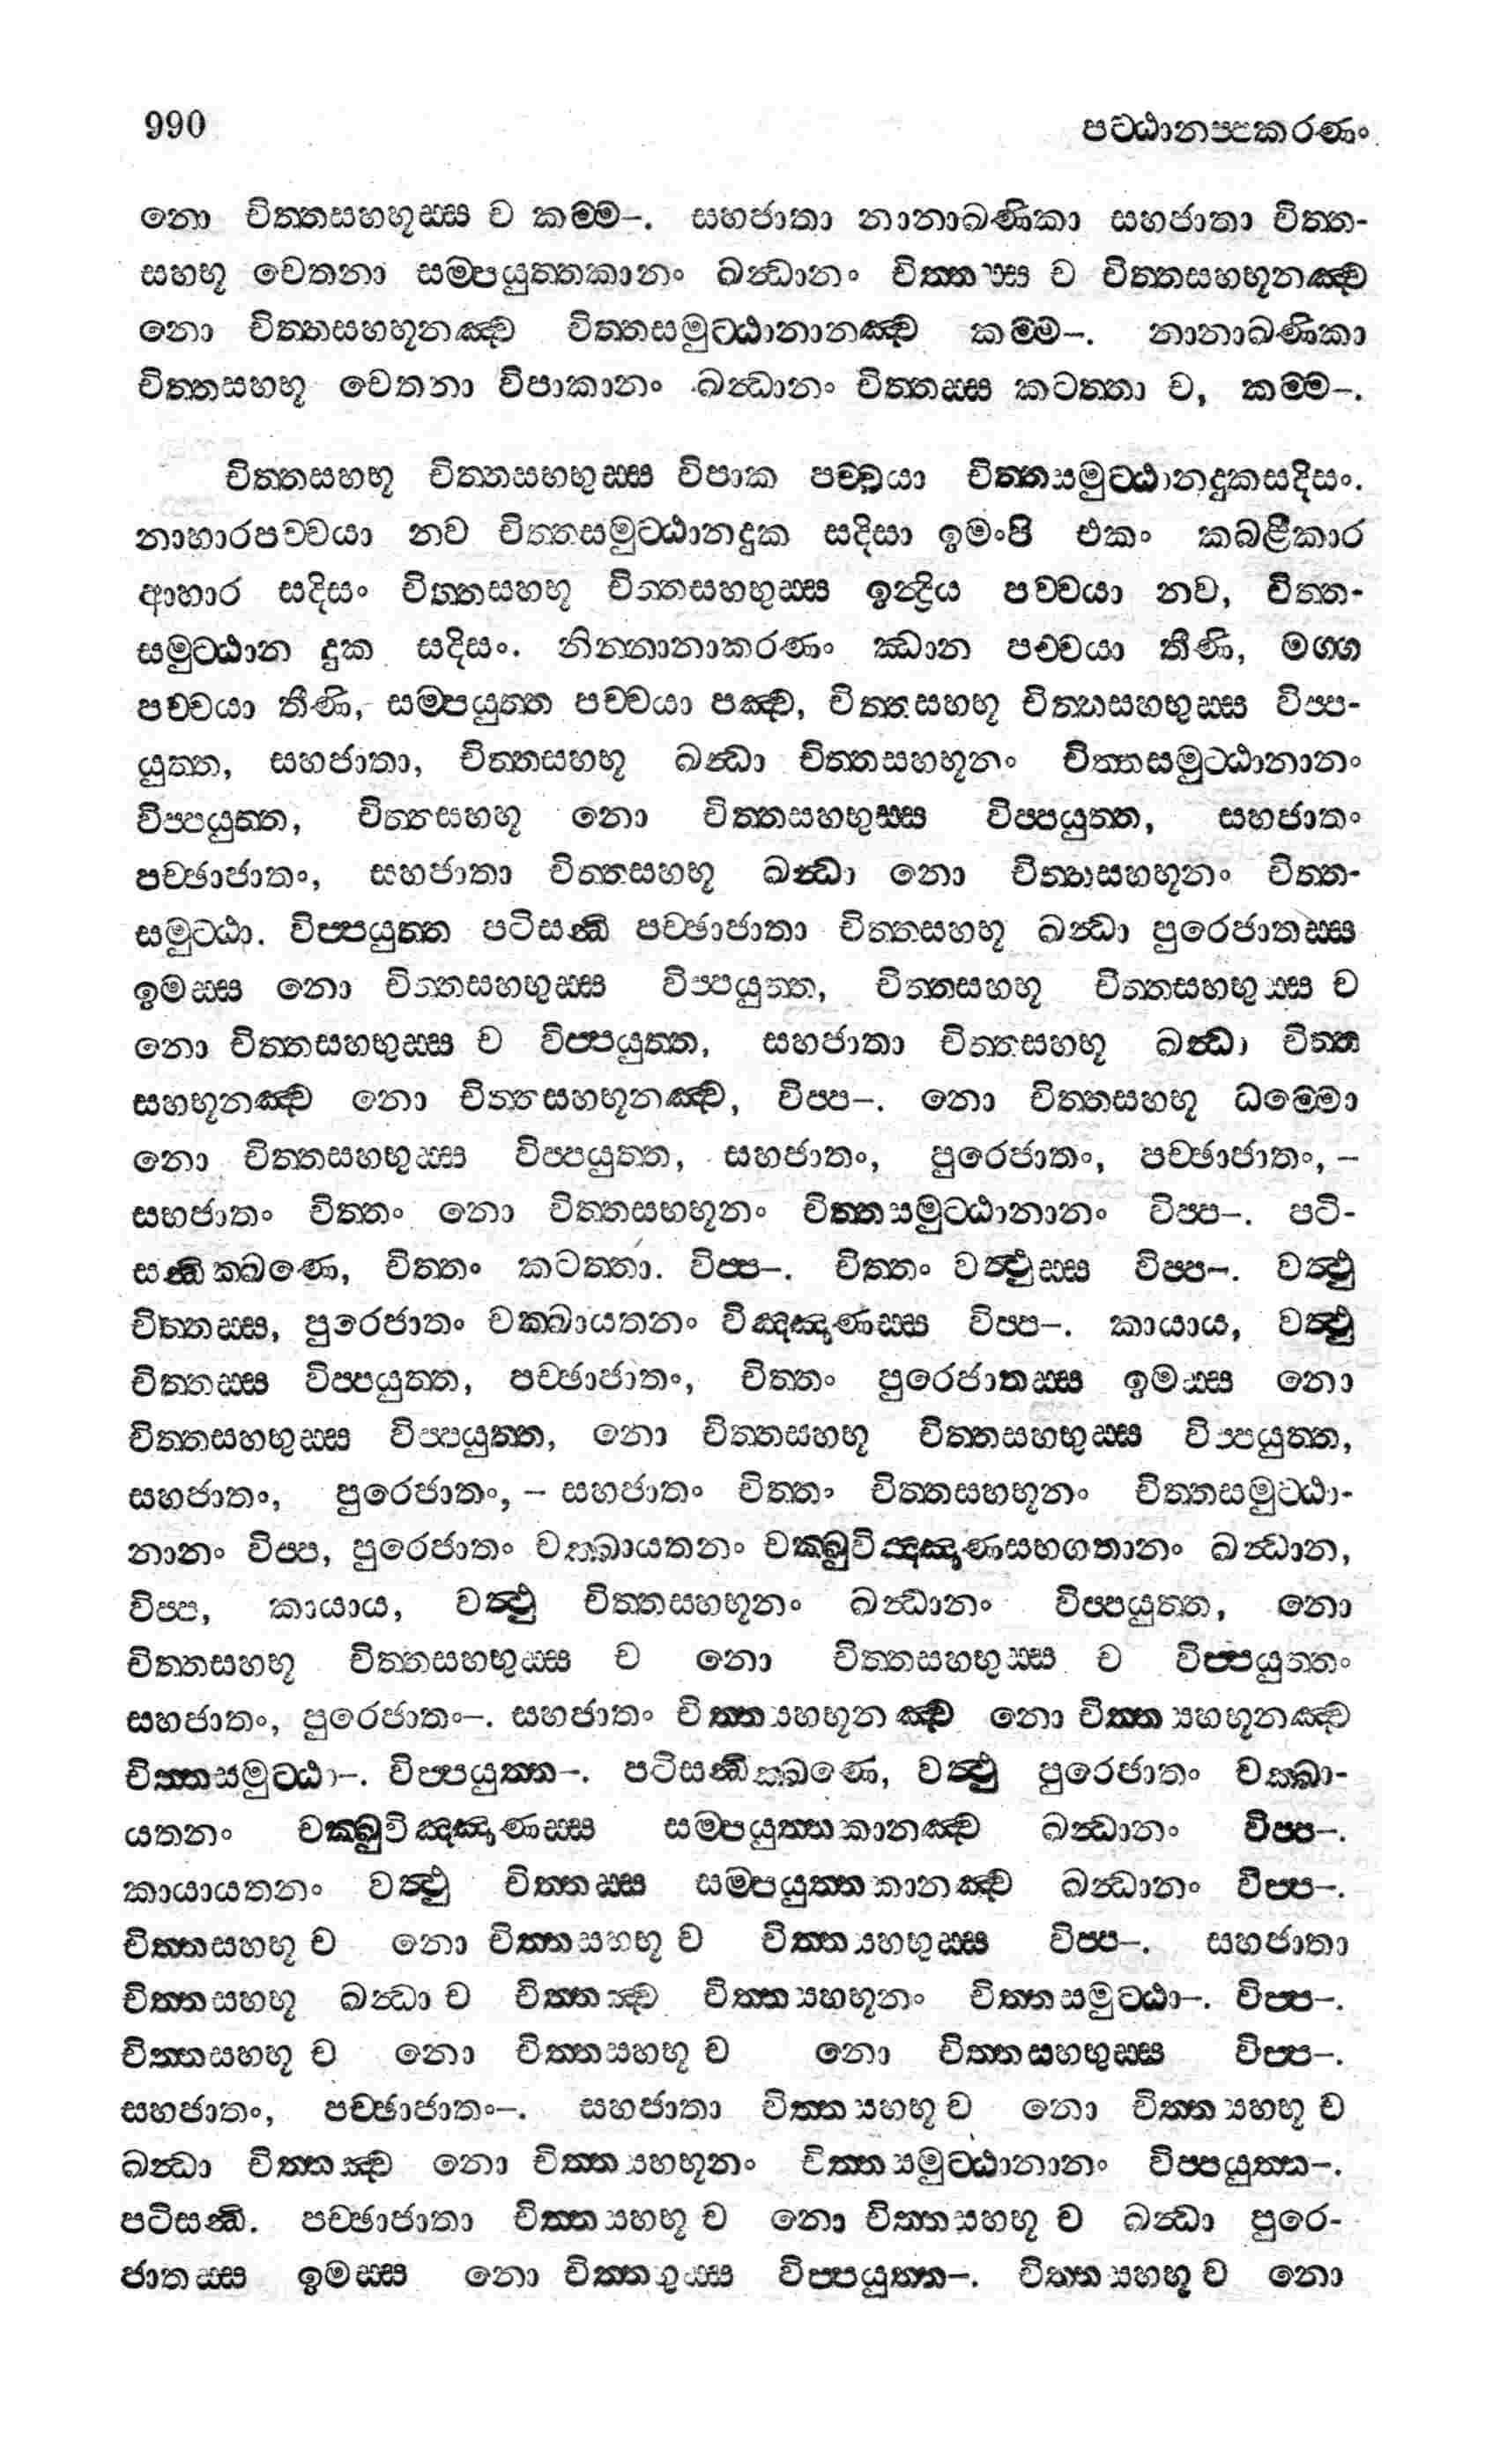 990
පට්ඨානප්පකරණං
නො චිත්තසහභූස්ස ච කම්ම–. සහජාතා නානාඛණිකා සහජාතා චිත්ත-
සහභූ චෙතනා සම්පයුත්තකානං ඛන්ධානං චිත්තස්ස ච චිත්තසහභූනඤ්ච
නො චිත්තසහභූනඤ්ච චිත්තසමුට්ඨානානඤ්ච කම්ම–. නානාඛණිකා
චිත්තසහභූ චෙතනා විපාකානං ඛන්ධානං චිත්තස්ස කටත්තා ච, කම්ම–.
චිත්තසහභූ චිත්තසහභුස්ස විපාක පච්චයා චිත්තසමුට්ඨානදුකසදිසං.
නාහාරපච්චයා නව චිත්තසමුට්ඨානදුක සදිසා ඉමංපි එකං කබළීකාර
ආහාර සදිසං චිත්තසහභූ චිත්තසහභුස්ස ඉන්ද්‍රිය පච්චයා නව, චිත්ත-
සමුට්ඨාන දුක සදිසං. නින්නානාකරණං ඣාන පච්චයා තීණි, මග්ග
පච්චයා තීණි, සම්පයුත්ත පච්චයා පඤ්ච, චිත්තසහභූ චිත්තසහභුස්ස විප්ප-
යුත්ත, සහජාතා, චිත්තසහභූ ඛන්ධා චිත්තසහභූනං චිත්තසමුට්ඨානානං
විප්පයුත්ත, චිත්තසහභූ නො චිත්තසහභුස්ස විප්පයුත්ත, සහජාතං
පච්ඡාජාතං, සහජාතා චිත්තසහභූ ඛන්ධා නො චිත්තසහභූනං චිත්ත-
සමුට්ඨා. විප්පයුත්ත පටිසන්ධි පච්ඡාජාතා චිත්තසහභූ ඛන්ධා පුරෙජාතස්ස
ඉමස්ස නො චිත්තසහභුස්ස විප්පයුත්ත, චිත්තසහභූ චිත්තසහභුස්ස ච
නො චිත්තසහභුස්ස ච විප්පයුත්ත, සහජාතා චිත්තසහභූ ඛන්ධා චිත්ත
සහභූනඤ්ච නො චිත්තසහභූනඤ්ච, විප්ප–. නො චිත්තසහභූ ධම්මො
නො චිත්තසහභුස්ස විප්පයුත්ත, සහජාතං, පුරෙජාතං, පච්ඡාජාතං, –
සහජාතං චිත්තං නො චිත්තසහභූනං චිත්තසමුට්ඨානානං විප්ප–. පටි-
සන්ධික්ඛණෙ, චිත්තං කටත්තා. විප්ප–. චිත්තං වත්ථුස්ස විප්ප–. වත්ථු
චිත්තස්ස, පුරෙජාතං චක්ඛායතනං විඤ්ඤණස්ස විප්ප–. කායාය, වත්ථු
චිත්තස්ස විප්පයුත්ත, පච්ඡාජාතං, චිත්තං පුරෙජාතස්ස ඉමස්ස නො
චිත්තසහභුස්ස විප්පයුත්ත, නො චිත්තසහභූ චිත්තසහභුස්ස විප්පයුත්ත,
සහජාතං, පුරෙජාතං, – සහජාතං චිත්තං චිත්තසහභූනං චිත්තසමුට්ඨා-
නානං විප්ප, පුරෙජාතං චක්ඛායතනං චක්ඛුවිඤ්ඤණසහගතානං ඛන්ධාන,
විප්ප, කායාය, වත්ථු චිත්තසහභූනං ඛන්ධානං විප්පයුත්ත, නො
චිත්තසහභූ චිත්තසහභුස්ස ච නො චිත්තසහභුස්ස ච විප්පයුත්තං
සහජාතං, පුරෙජාතං–. සහජාතං චිත්තසහභූනඤ්ච නො චිත්තසහභූනඤ්ච
චිත්තසමුට්ඨා–. විප්පයුත්ත–. පටිසන්ධික්ඛණෙ, වත්ථු පුරෙජාතං චක්ඛා-
යතනං චක්ඛුවිඤ්ඤණස්ස සම්පයුත්තකානඤ්ච ඛන්ධානං විප්ප–.
කායායතනං වත්ථු චිත්තස්ස සම්පයුත්තකානඤ්ච ඛන්ධානං විප්ප–.
චිත්තසහභූ ච නො චිත්තසහභූ ච චිත්තසහභුස්ස විප්ප–. සහජාතා
චිත්තසහභූ ඛන්ධා ච චිත්තඤ්ච චිත්තසහභූනං චිත්තසමුට්ඨා–. විප්ප–.
චිත්තසහභූ ච නො චිත්තසහභූ ච නො චිත්තසහභුස්ස විප්ප–.
සහජාතං, පච්ඡාජාතං–. සහජාතා චිත්තසහභූ ච නො චිත්තසහභූ ච
ඛන්ධා චිත්තඤ්ච නො චිත්තසහභූනං චිත්තසමුට්ඨානානං විප්පයුත්ත–.
පටිසන්ධි. පච්ඡාජාතා චිත්තසහභූ ච නො චිත්තසහභූ ච ඛන්ධා පුරෙ-
ජාතස්ස ඉමස්ස නො විප්පයුත්ත–. චිත්තසහභූ ච නො